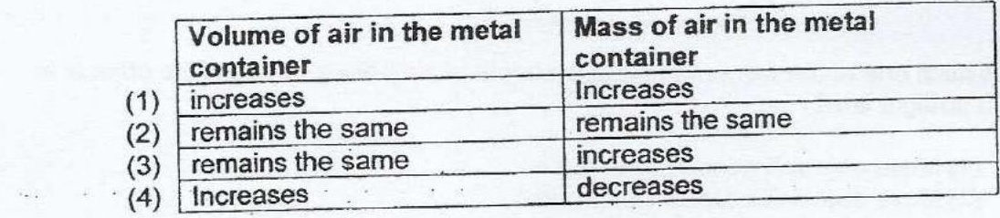 Volume of air in the metal container | Mass of air in the metal container
(1) increases | Increases
(2) remains the same | remains the same
(3) remains the same | increases
(4) Increases | decreases